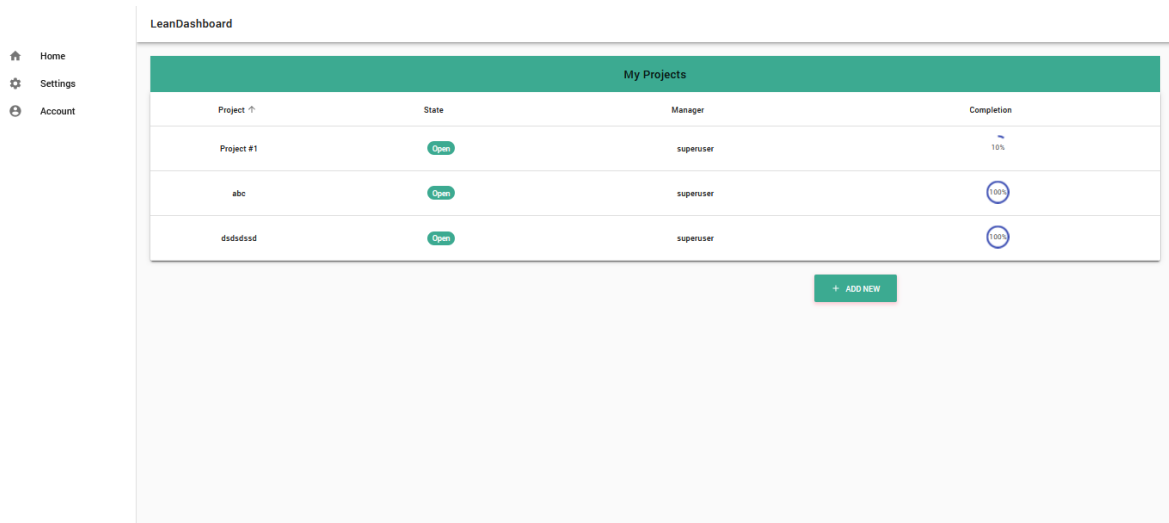 LeanDashboard
Home
Settings
Account
My Projects
Project State Manager Completion
Project #1 Open superuser 10%
abc Open superuser 100%
dsdsdssd Open superuser 100%
+ ADD NEW